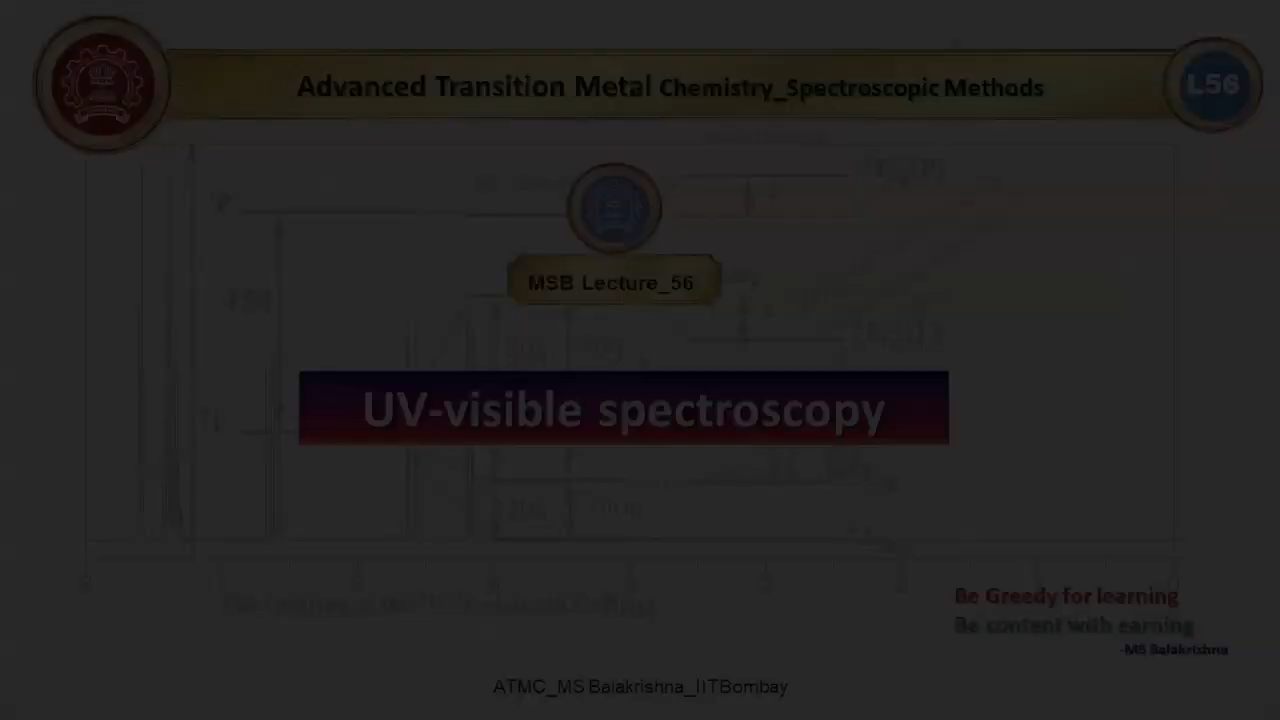 Advanced Transition Metal Chemistry_Spectroscopic Methods
L56
MSB Lecture_56
UV-visible spectroscopy
Be Greedy for learning
Be content with earning
-MS Balakrishna
ATMC_MS Balakrishna_IITBombay